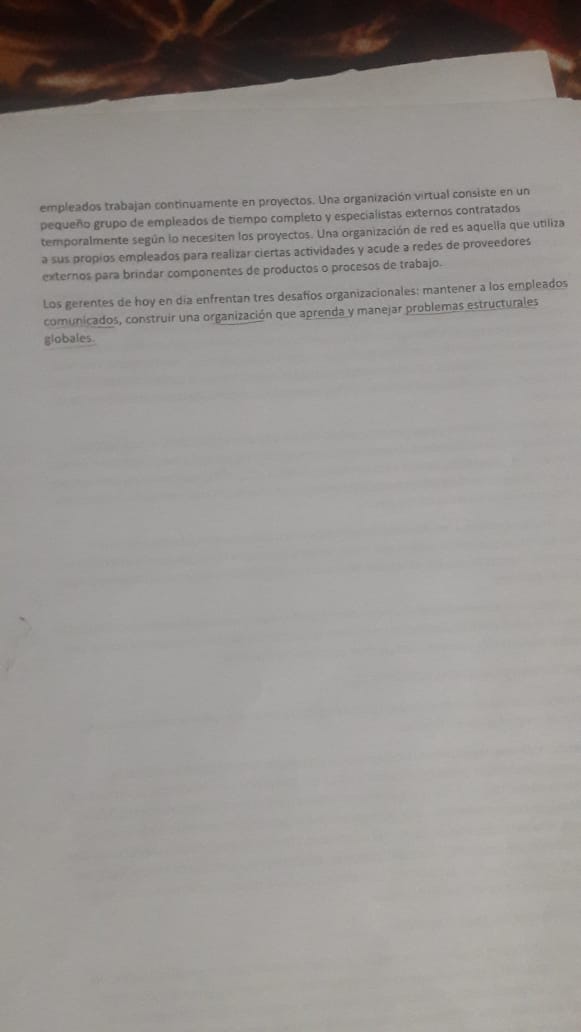 empleados trabajan continuamente en proyectos. Una organización virtual consiste en un
pequeño grupo de empleados de tiempo completo y especialistas externos contratados
temporalmente según lo necesiten los proyectos. Una organización de red es aquella que utiliza
a sus propios empleados para realizar ciertas actividades y acude a redes de proveedores
externos para brindar componentes de productos o procesos de trabajo.
Los gerentes de hoy en día enfrentan tres desafíos organizacionales: mantener a los empleados
comunicados, construir una organización que aprenda y manejar problemas estructurales
globales.